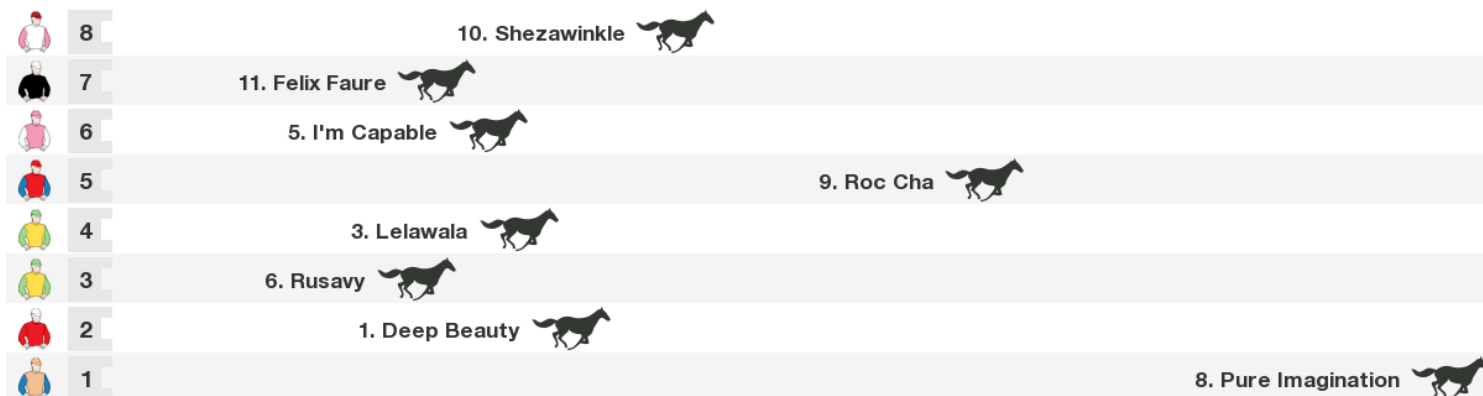 8 10. Shezawinkle
7 11. Felix Faure
6 5. I'm Capable
5 9. Roc Cha
4 3. Lelawala
3 6. Rusavy
2 1. Deep Beauty
1 8. Pure Imagination